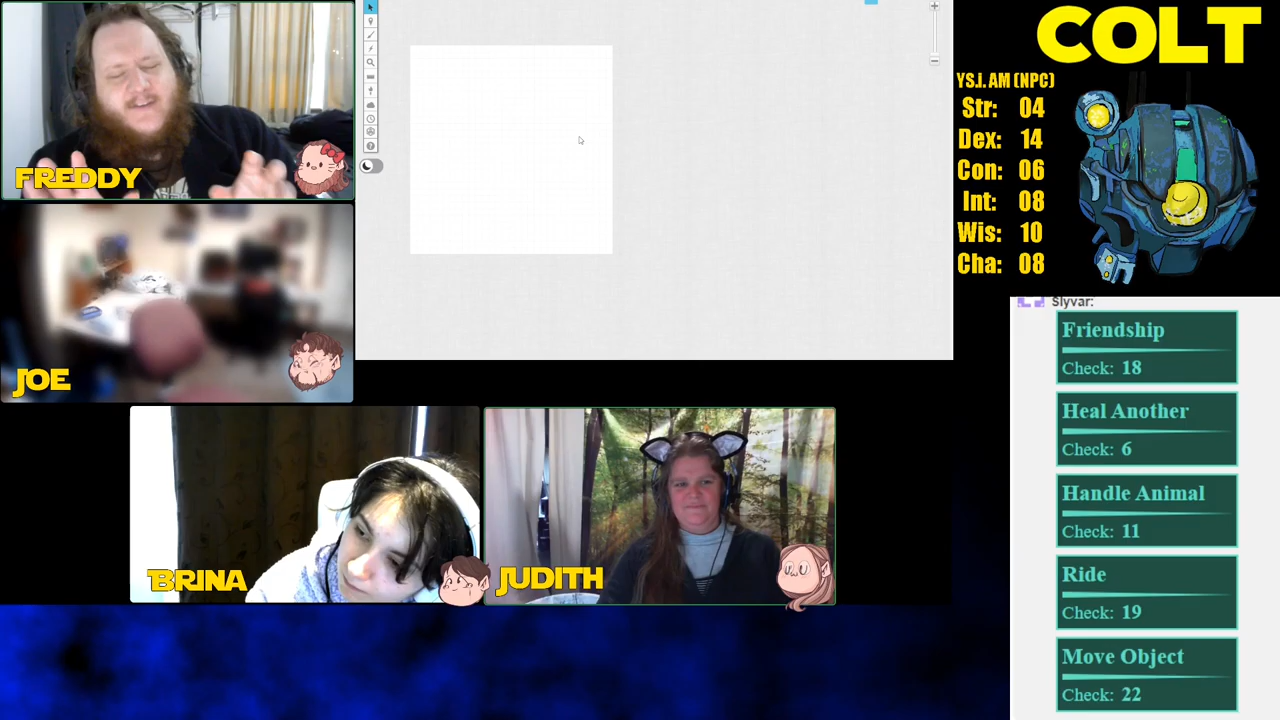 FREDDY
JOE
BRINA
JUDITH
COLT
YS.I. AM (NPC)
Str: 04
Dex: 14
Con: 06
Int: 08
Wis: 10
Cha: 08
Slyvar:
Friendship
Check: 18
Heal Another
Check: 6
Handle Animal
Check: 11
Ride
Check: 19
Move Object
Check: 22